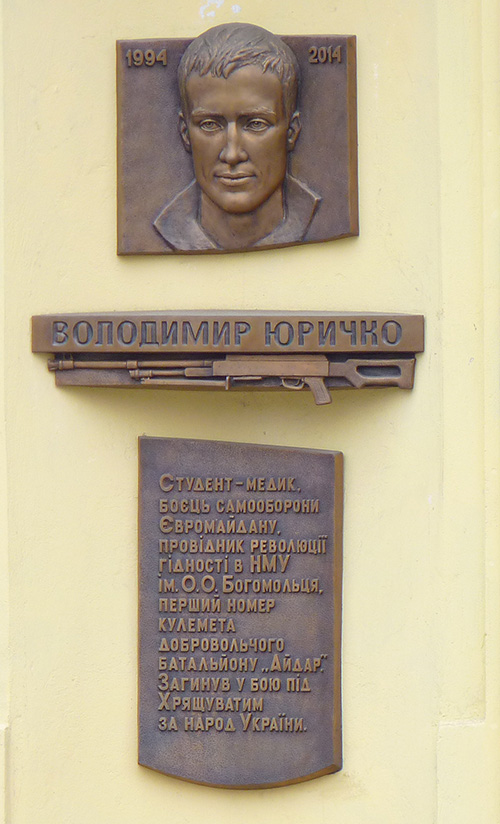 1994 2014
ВОЛОДИМИР ЮРИЧКО
Студент-медик,
боєць самооборони
Євромайдану,
провідник революції
гідності в НМУ
ім. О.О. Богомольця,
перший номер
кулемета
добровольчого
батальйону „Айдар".
Загинув у бою під
Хрящуватим
за народ України.